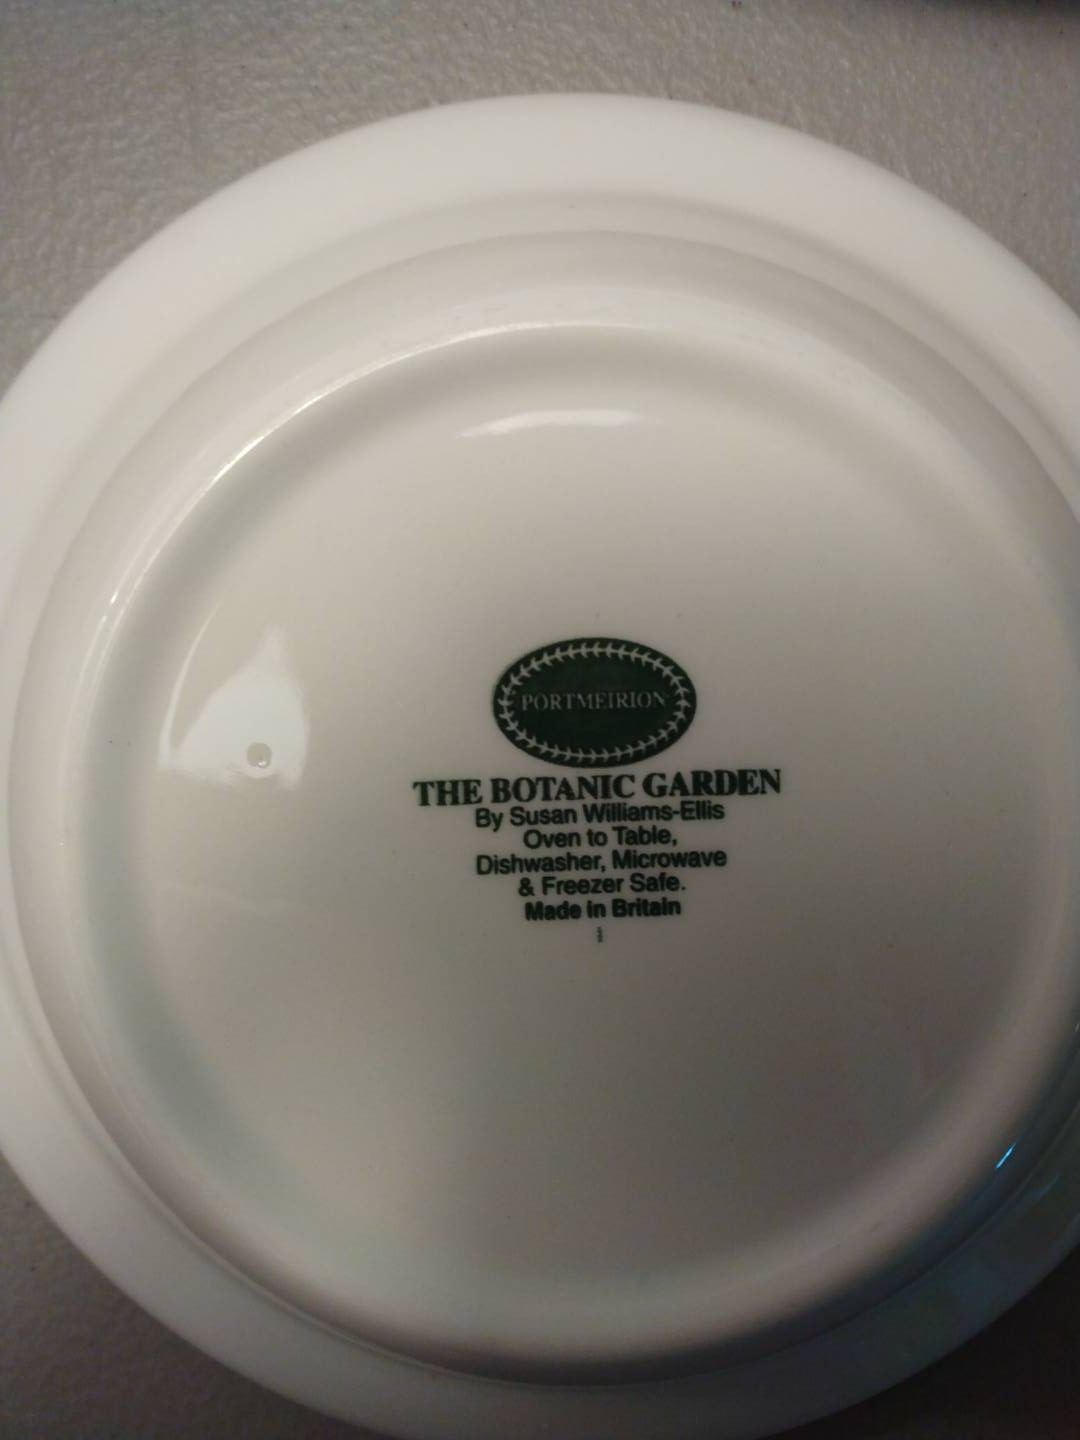 PORTMEIRION
THE BOTANIC GARDEN
By Susan Williams-Ellis
Oven to Table,
Dishwasher, Microwave
& Freezer Safe.
Made in Britain